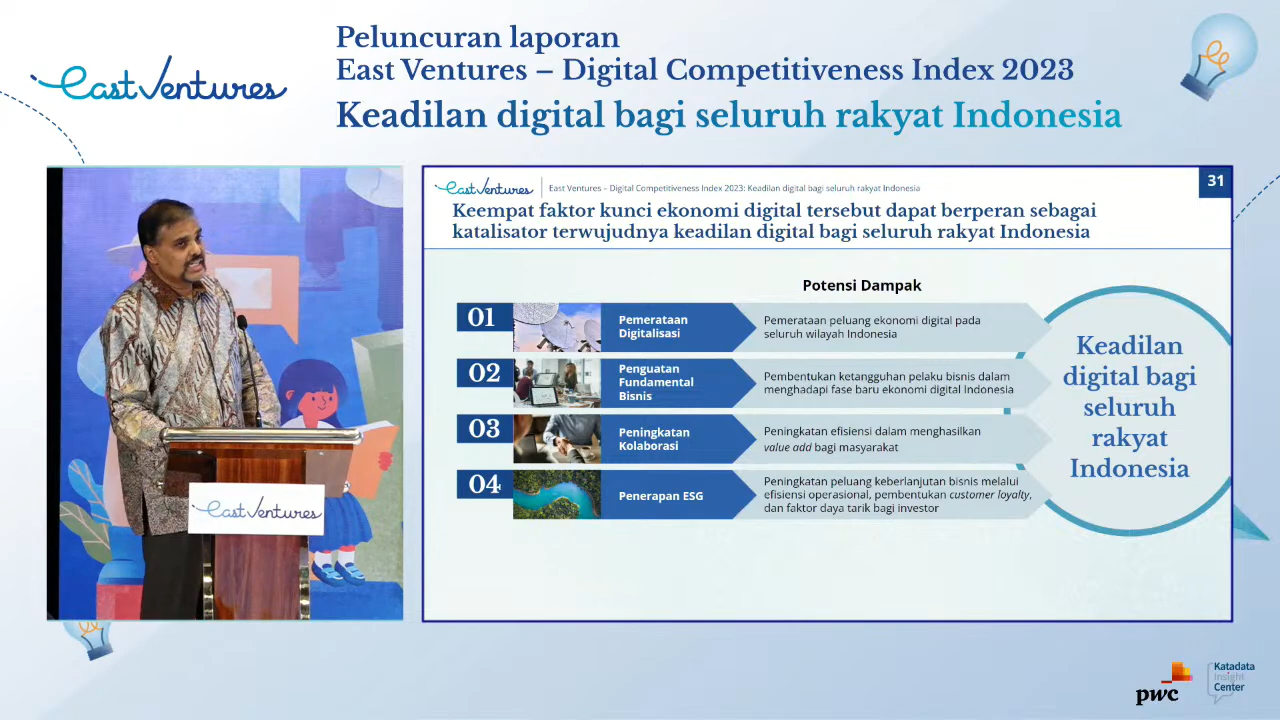 East Ventures
Peluncuran laporan
East Ventures – Digital Competitiveness Index 2023
Keadilan digital bagi seluruh rakyat Indonesia
East Ventures
East Ventures
East Ventures – Digital Competitiveness Index 2023: Keadilan digital bagi seluruh rakyat Indonesia
31
Keempat faktor kunci ekonomi digital tersebut dapat berperan sebagai
katalisator terwujudnya keadilan digital bagi seluruh rakyat Indonesia
Potensi Dampak
01
Pemerataan
Digitalisasi
Pemerataan peluang ekonomi digital pada
seluruh wilayah Indonesia
02
Penguatan
Fundamental
Bisnis
Pembentukan ketangguhan pelaku bisnis dalam
menghadapi fase baru ekonomi digital Indonesia
03
Peningkatan
Kolaborasi
Peningkatan efisiensi dalam menghasilkan
value add bagi masyarakat
04
Penerapan ESG
Peningkatan peluang keberlanjutan bisnis melalui
efisiensi operasional, pembentukan customer loyalty,
dan faktor daya tarik bagi investor
Keadilan
digital bagi
seluruh
rakyat
Indonesia
pwc
Katadata
Insight
Center